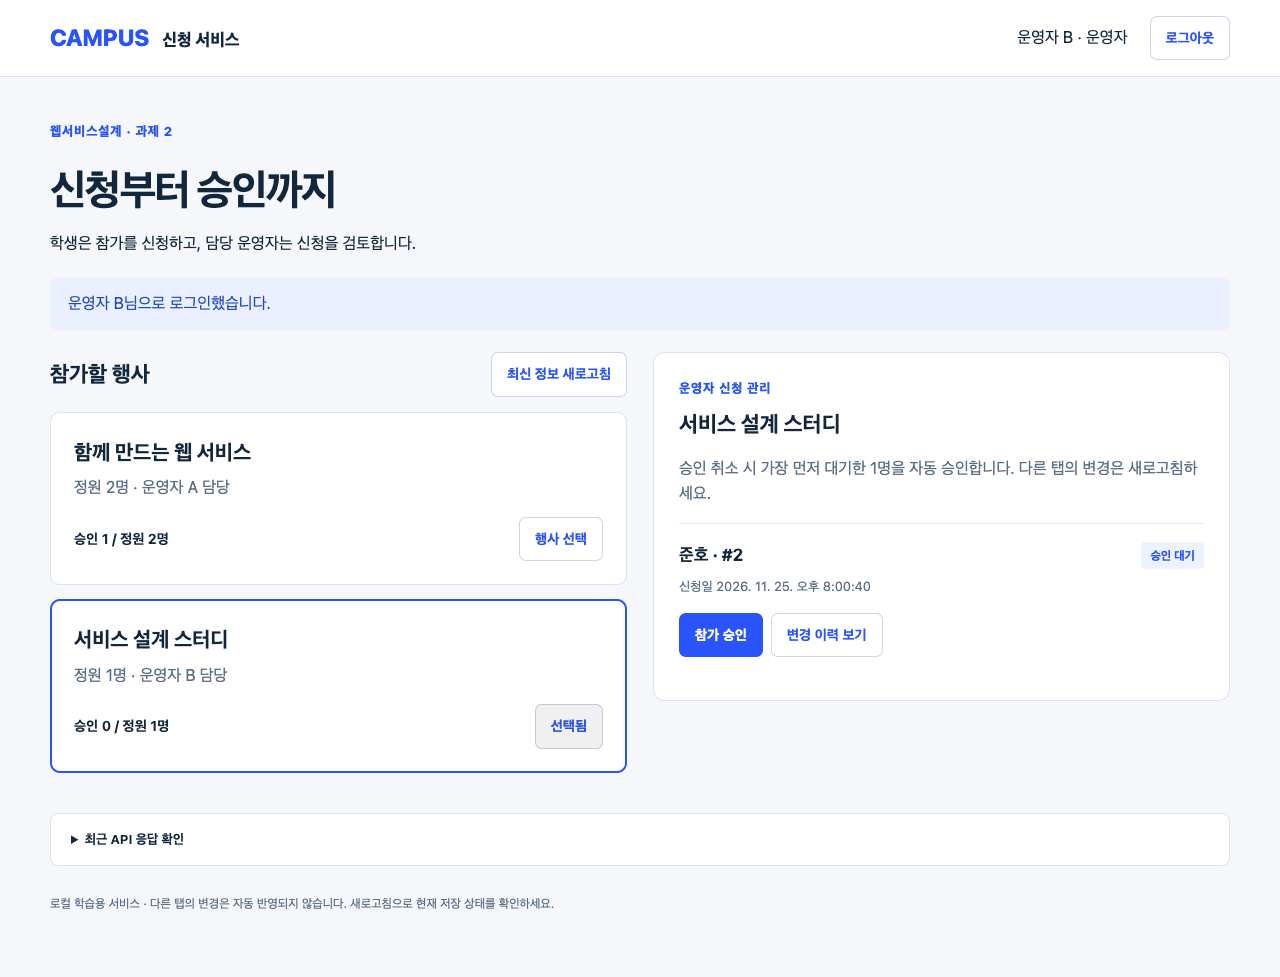 CAMPUS 신청 서비스
운영자 B · 운영자
로그아웃
웹서비스설계 · 과제 2
신청부터 승인까지
학생은 참가를 신청하고, 담당 운영자는 신청을 검토합니다.
운영자 B님으로 로그인했습니다.
참가할 행사
최신 정보 새로고침
함께 만드는 웹 서비스
정원 2명 · 운영자 A 담당
승인 1 / 정원 2명
행사 선택
서비스 설계 스터디
정원 1명 · 운영자 B 담당
승인 0 / 정원 1명
선택됨
운영자 신청 관리
서비스 설계 스터디
승인 취소 시 가장 먼저 대기한 1명을 자동 승인합니다. 다른 탭의 변경은 새로고침하
세요.
준호 · #2
승인 대기
신청일 2026. 11. 25. 오후 8:00:40
참가 승인
변경 이력 보기
▶ 최근 API 응답 확인
로컬 학습용 서비스 · 다른 탭의 변경은 자동 반영되지 않습니다. 새로고침으로 현재 저장 상태를 확인하세요.